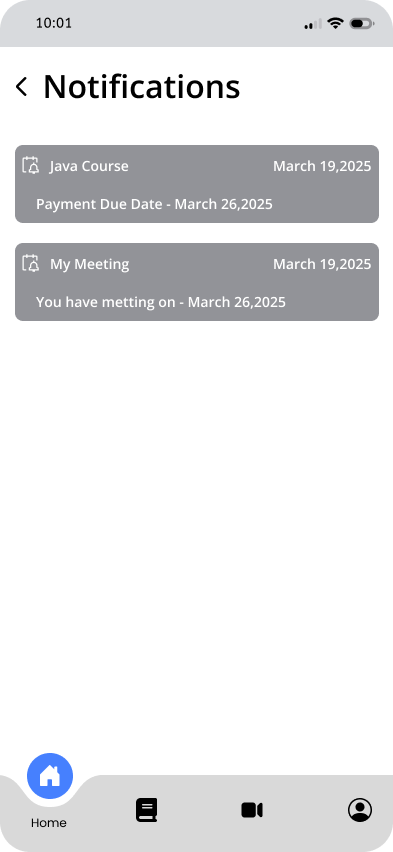 10:01
Notifications
Java Course March 19,2025
Payment Due Date - March 26,2025
My Meeting March 19,2025
You have metting on - March 26,2025
Home